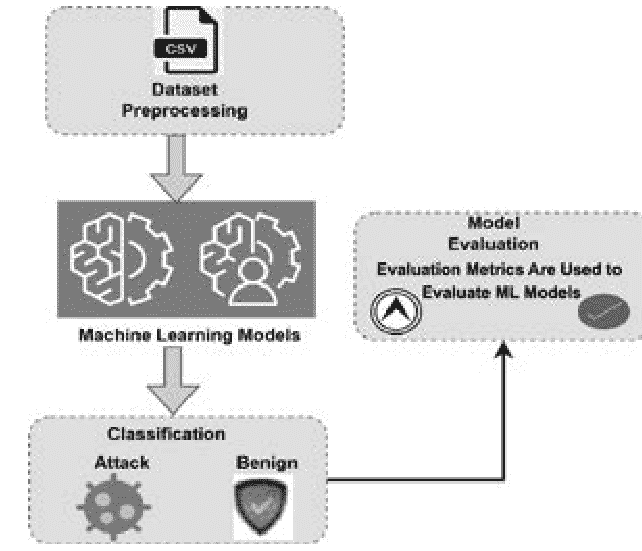 CSV
Dataset
Preprocessing
Machine Learning Models
Classification
Attack
Benign
Model
Evaluation
Evaluation Metrics Are Used to
Evaluate ML Models